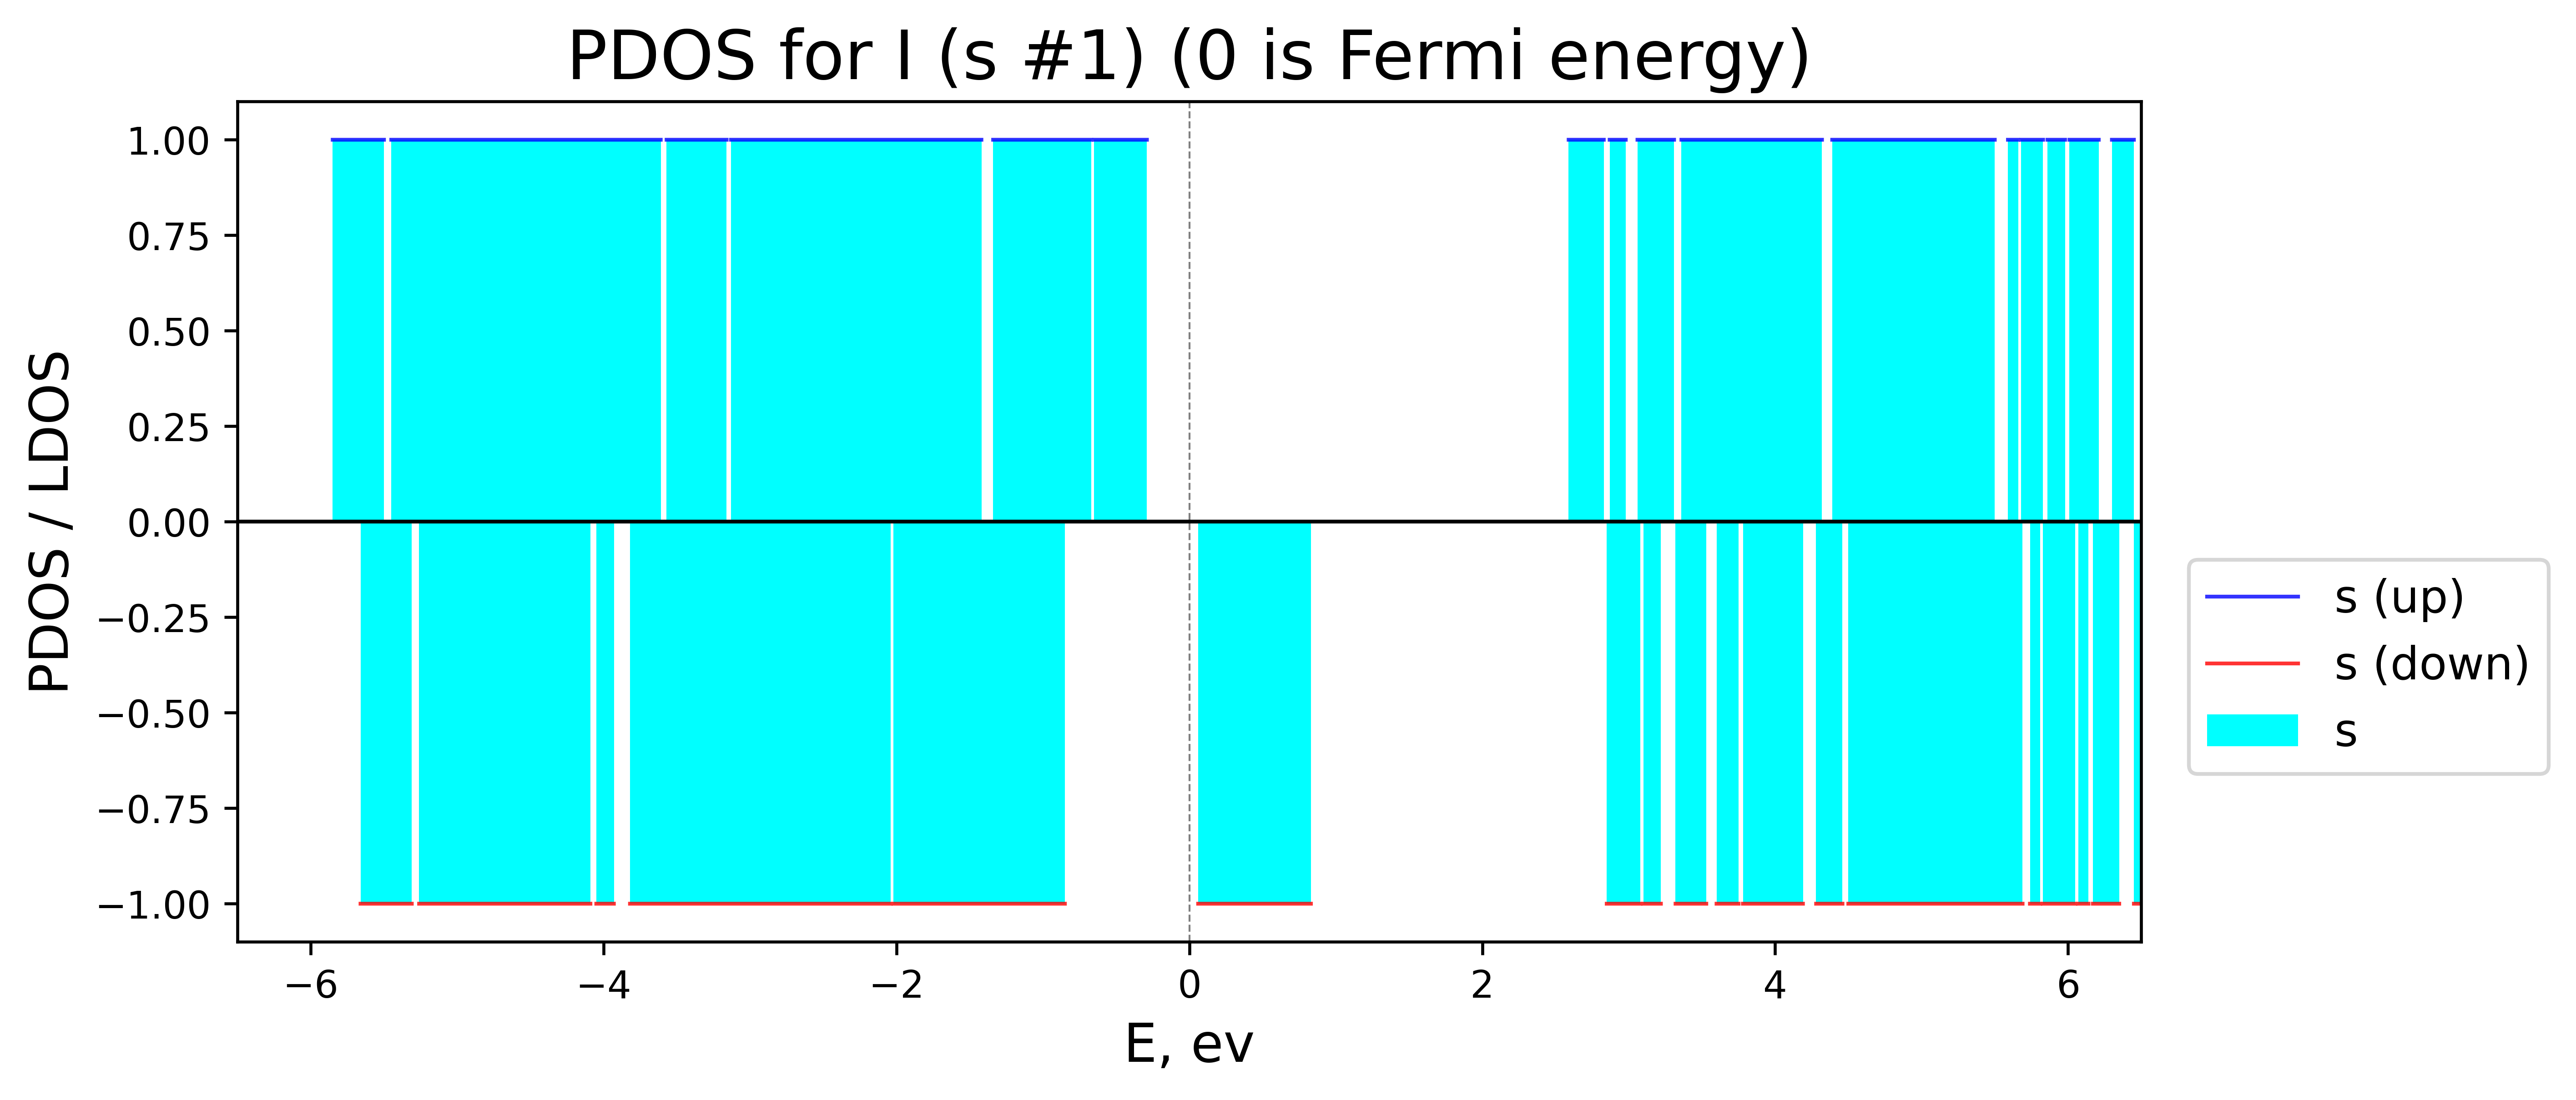 PDOS for I (s #1) (0 is Fermi energy)
PDOS / LDOS
1.00
0.75
0.50
0.25
0.00
−0.25
−0.50
−0.75
−1.00
−6
−4
−2
0
2
4
6
E, ev
s (up)
s (down)
s